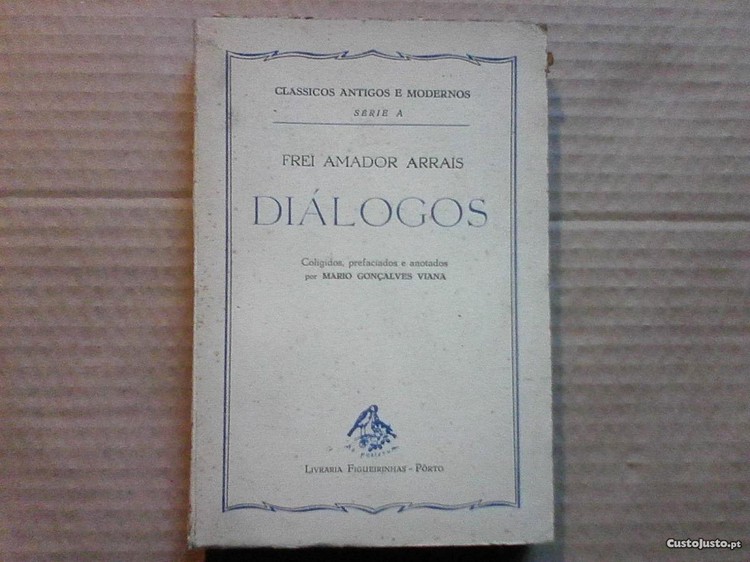 CLASSICOS ANTIGOS E MODERNOS
SÉRIE A
FREI AMADOR ARRAIS
DIÁLOGOS
Coligidos, prefaciados e anotados
por MARIO GONÇALVES VIANA
LIVRARIA FIGUEIRINHAS - PÔRTO
CustoJusto.pt